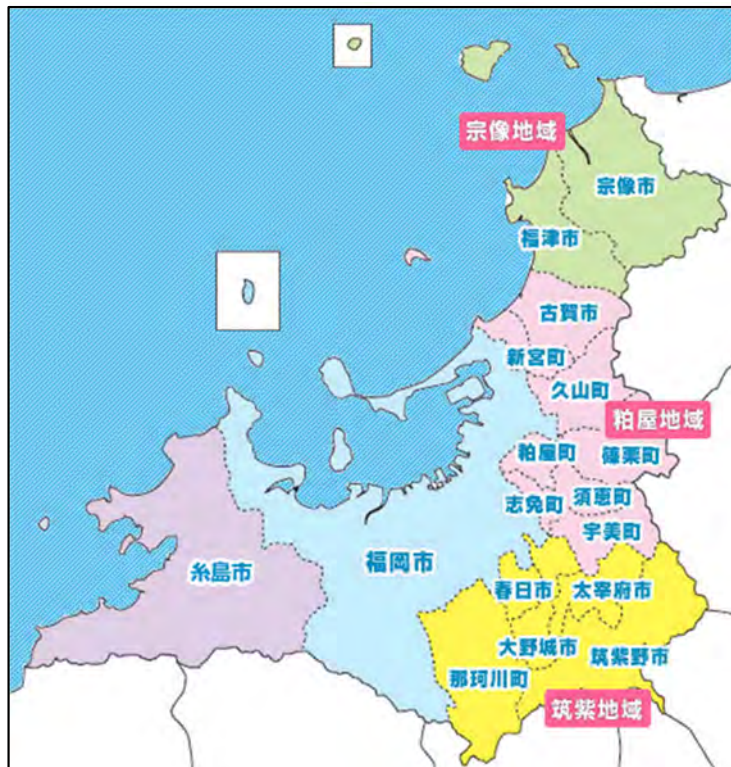 宗像地域
宗像市
福津市
古賀市
新宮町
久山町
粕屋地域
粕屋町
篠栗町
志免町
須恵町
宇美町
糸島市
福岡市
春日市
太宰府市
大野城市
筑紫野市
那珂川町
筑紫地域